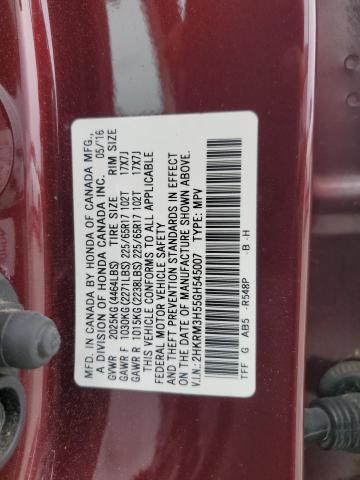 MFD. IN CANADA BY HONDA OF CANADA MFG.,
A DIVISION OF HONDA CANADA INC. 05/16
GVWR 2025KG(4464LBS) TIRE SIZE RIM SIZE
GAWR F 1030KG(2271LBS) 225/65R17 102T 17X7J
GAWR R 1015KG(2238LBS) 225/65R17 102T 17X7J
THIS VEHICLE CONFORMS TO ALL APPLICABLE
FEDERAL MOTOR VEHICLE SAFETY
AND THEFT PREVENTION STANDARDS IN EFFECT
ON THE DATE OF MANUFACTURE SHOWN ABOVE.
V.I.N.:2HKRM3H55GH545007 TYPE: MPV
TFF G AB5 -R548P -B-H